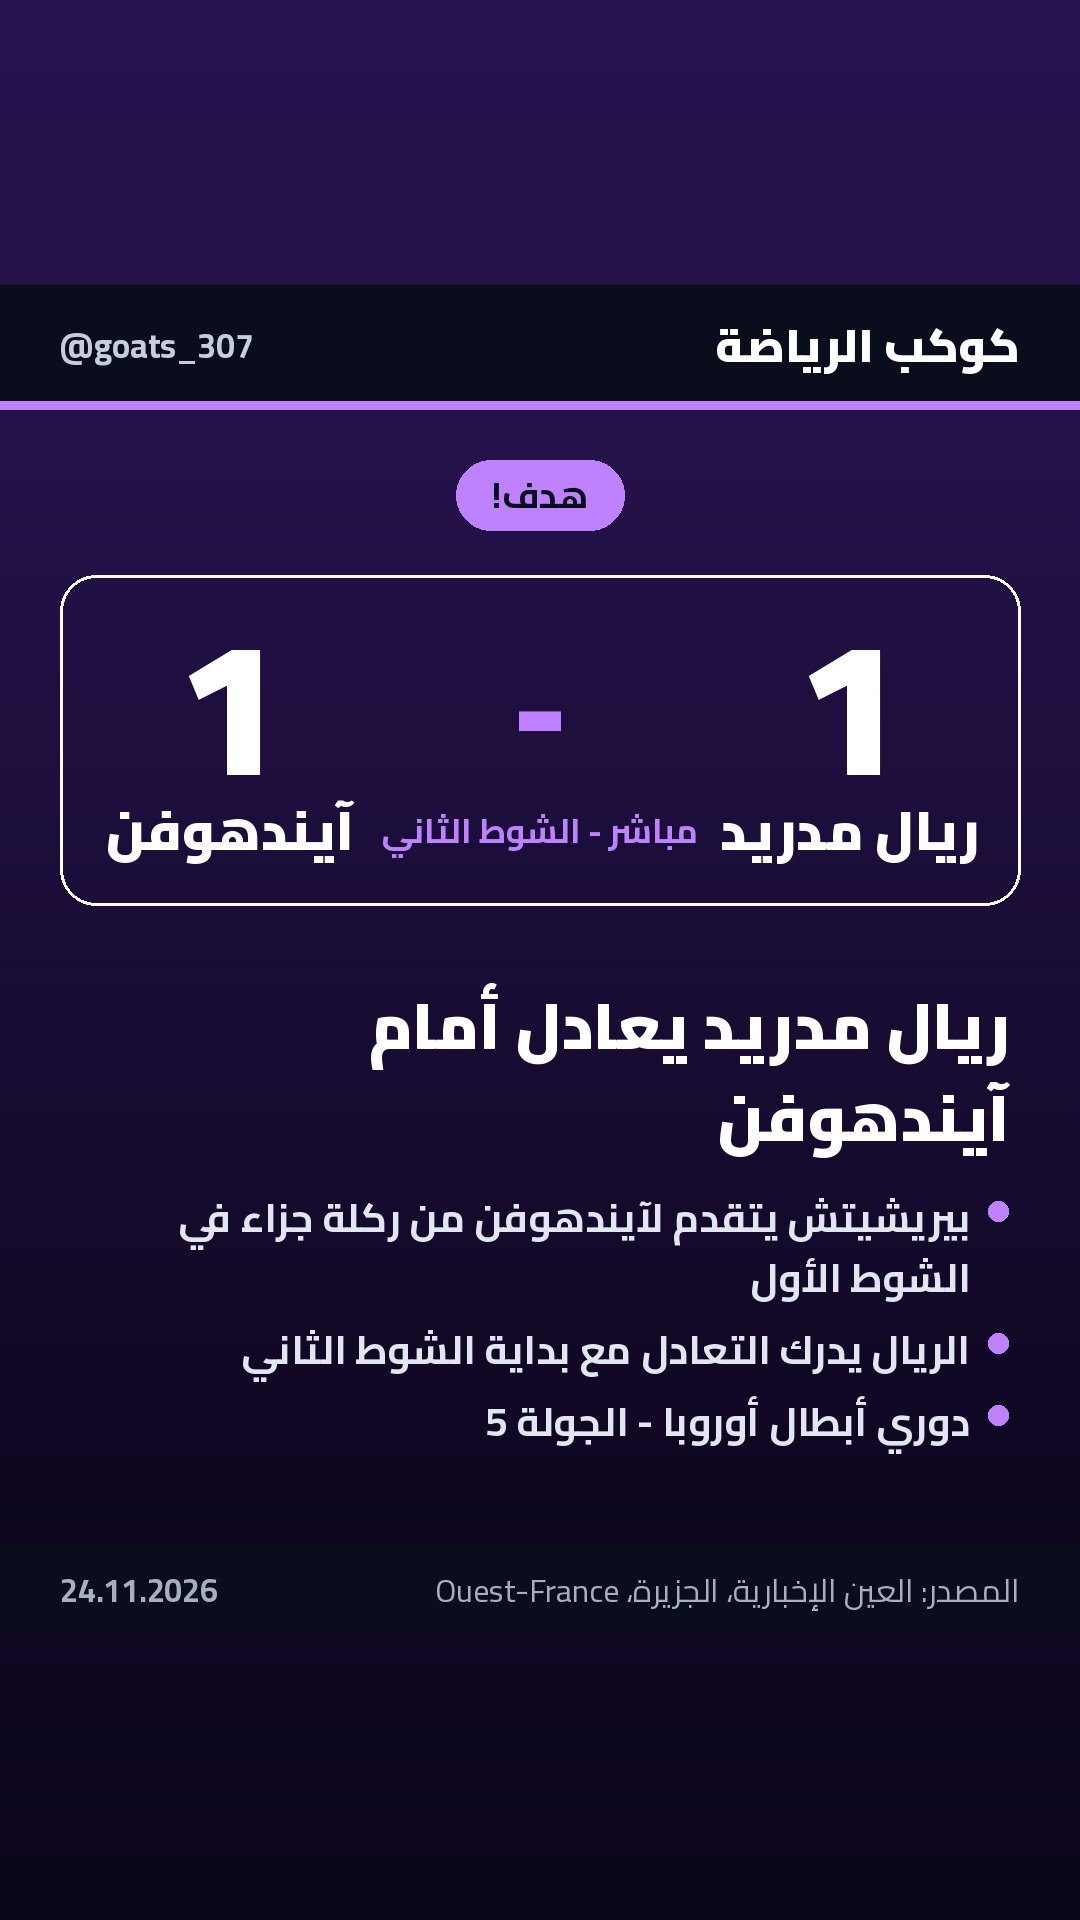 كوكب الرياضة
@goats_307
هدف!
1 - 1
ريال مدريد
مباشر - الشوط الثاني
آيندهوفن
ريال مدريد يعادل أمام
آيندهوفن
بيريشيتش يتقدم لآيندهوفن من ركلة جزاء في
الشوط الأول
الريال يدرك التعادل مع بداية الشوط الثاني
دوري أبطال أوروبا - الجولة 5
المصدر: العين الإخبارية، الجزيرة، Ouest-France
24.11.2026